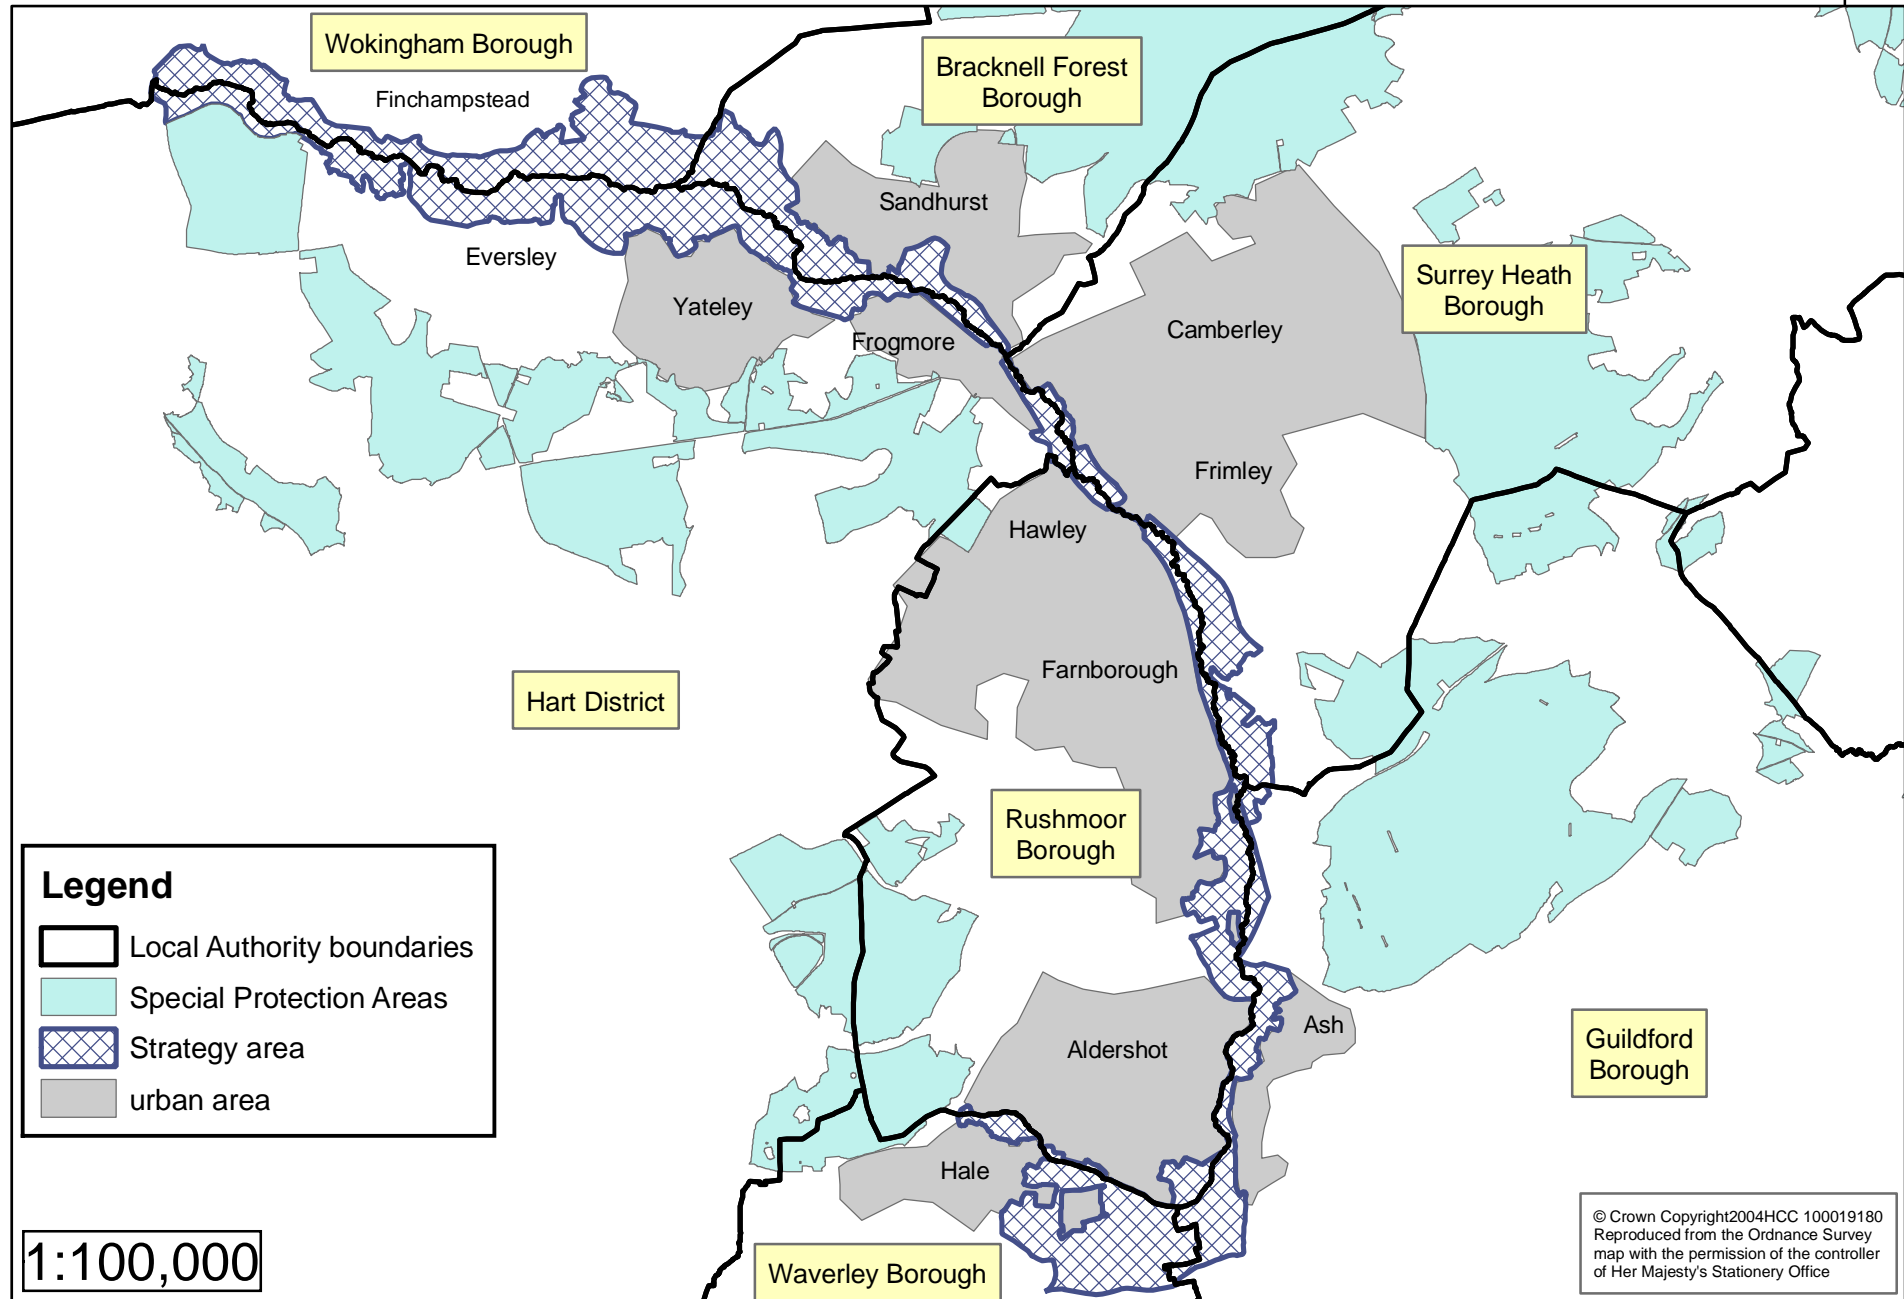 Wokingham Borough
Finchampstead
Bracknell Forest
Borough
Sandhurst
Eversley
Surrey Heath
Borough
Yateley
Frogmore
Camberley
Frimley
Hawley
Farnborough
Hart District
Rushmoor
Borough
Legend
Local Authority boundaries
Special Protection Areas
Strategy area
urban area
Ash
Aldershot
Guildford
Borough
Hale
Waverley Borough
1:100,000
© Crown Copyright2004HCC 100019180
Reproduced from the Ordnance Survey
map with the permission of the controller
of Her Majesty's Stationery Office